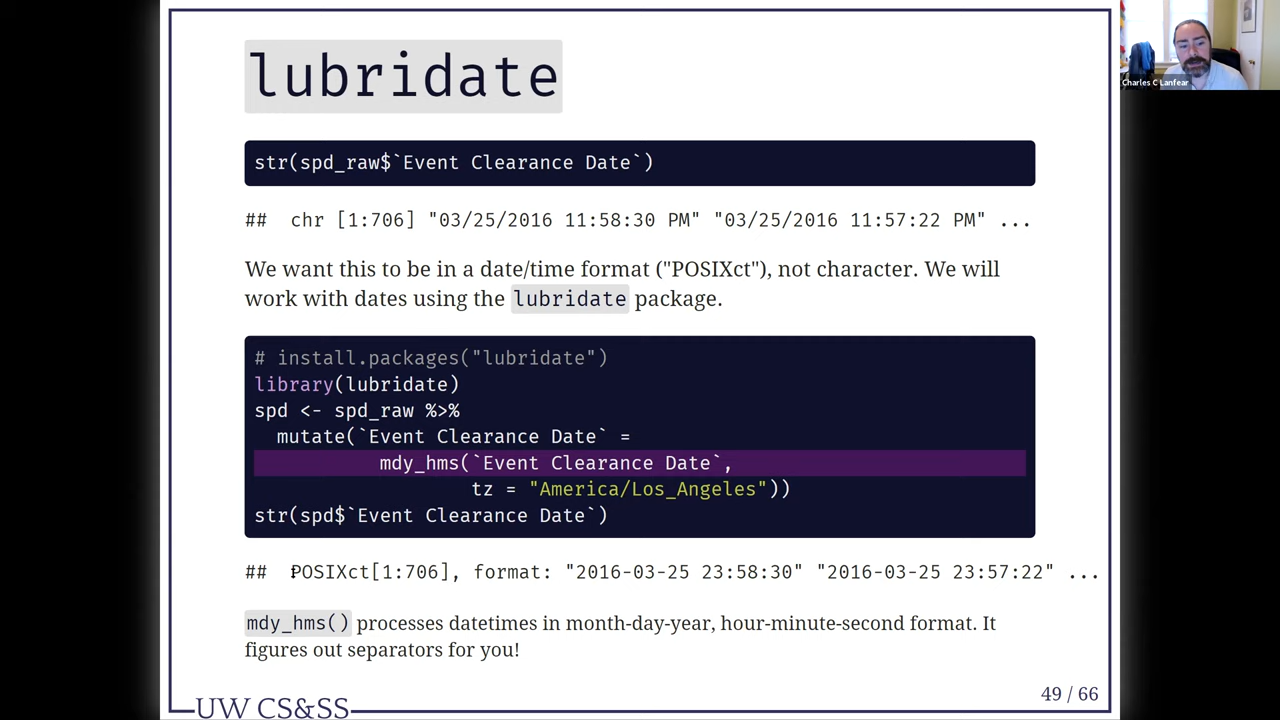 lubridate
str(spd_raw$`Event Clearance Date`)
##  chr [1:706] "03/25/2016 11:58:30 PM" "03/25/2016 11:57:22 PM" ...
We want this to be in a date/time format ("POSIXct"), not character. We will
work with dates using the lubridate package.
# install.packages("lubridate")
library(lubridate)
spd <- spd_raw %>%
  mutate(`Event Clearance Date` =
           mdy_hms(`Event Clearance Date`,
                   tz = "America/Los_Angeles"))
str(spd$`Event Clearance Date`)
##  POSIXct[1:706], format: "2016-03-25 23:58:30" "2016-03-25 23:57:22" ...
mdy_hms() processes datetimes in month-day-year, hour-minute-second format. It
figures out separators for you!
UW CS&SS
49 / 66
Charles C Lanfear